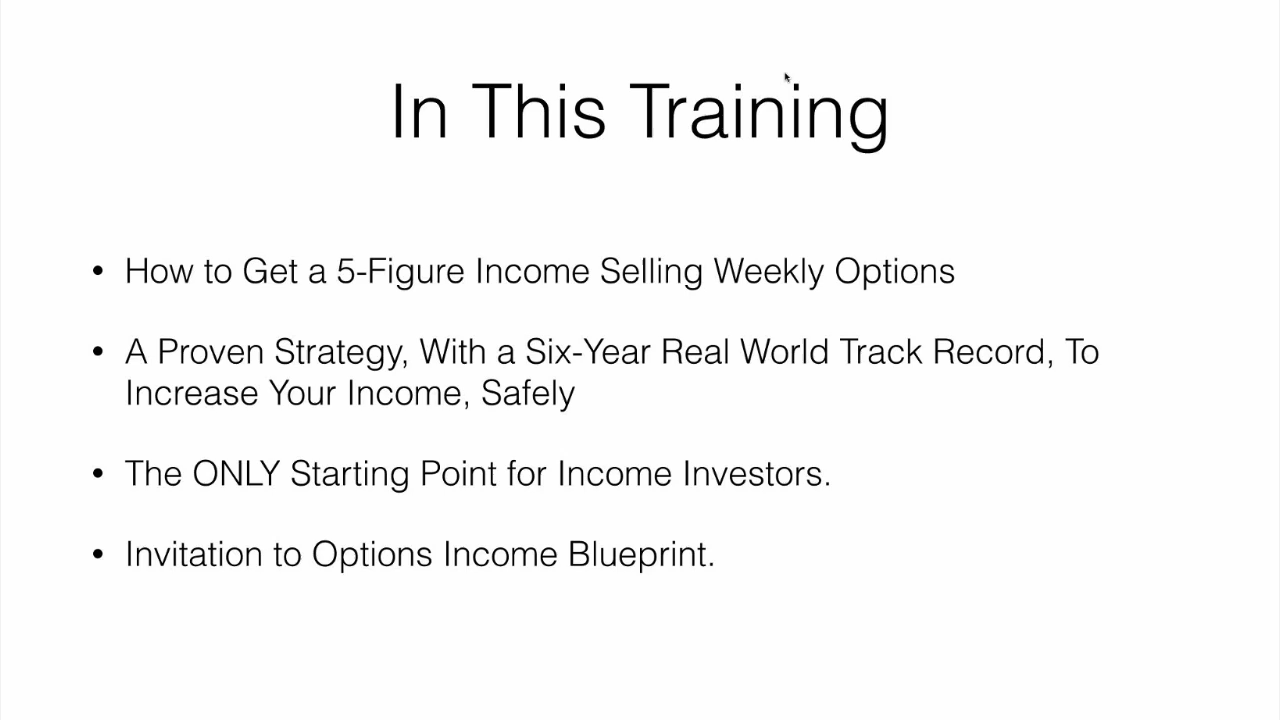 In This Training
• How to Get a 5-Figure Income Selling Weekly Options
• A Proven Strategy, With a Six-Year Real World Track Record, To
Increase Your Income, Safely
• The ONLY Starting Point for Income Investors.
• Invitation to Options Income Blueprint.